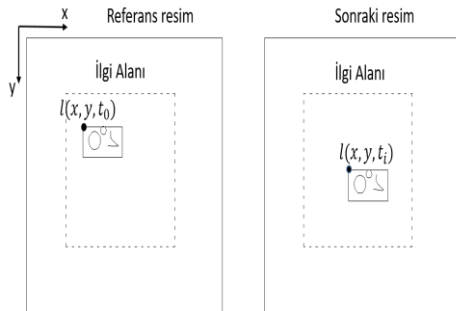 x
Referans resim
Sonraki resim
y
İlgi Alanı
İlgi Alanı
l(x, y, t₀)
l(x, y, tᵢ)